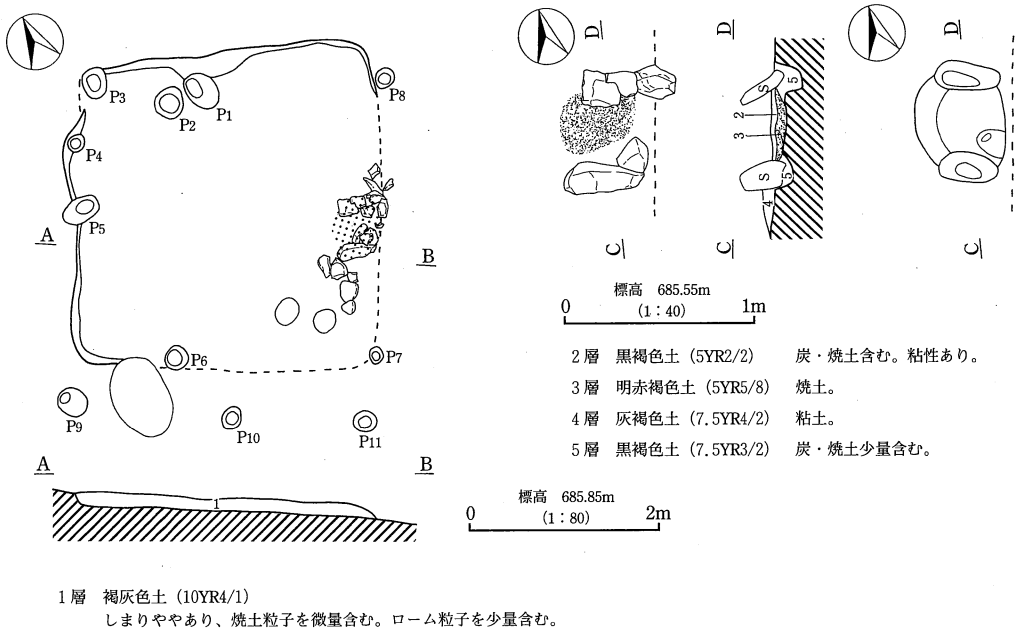 P3
P2
P1
P8
P4
P5
A
B
P6
P7
P9
P10
P11
A
B
1
標高 685.85m
0 (1：80) 2m
1層 褐灰色土（10YR4/1）
しまりややあり、焼土粒子を微量含む。ローム粒子を少量含む。
D
D
D
S
5
2
3
S
5
4
C
C
C
標高 685.55m
0 (1：40) 1m
2層 黒褐色土（5YR2/2） 炭・焼土含む。粘性あり。
3層 明赤褐色土（5YR5/8） 焼土。
4層 灰褐色土（7.5YR4/2） 粘土。
5層 黒褐色土（7.5YR3/2） 炭・焼土少量含む。